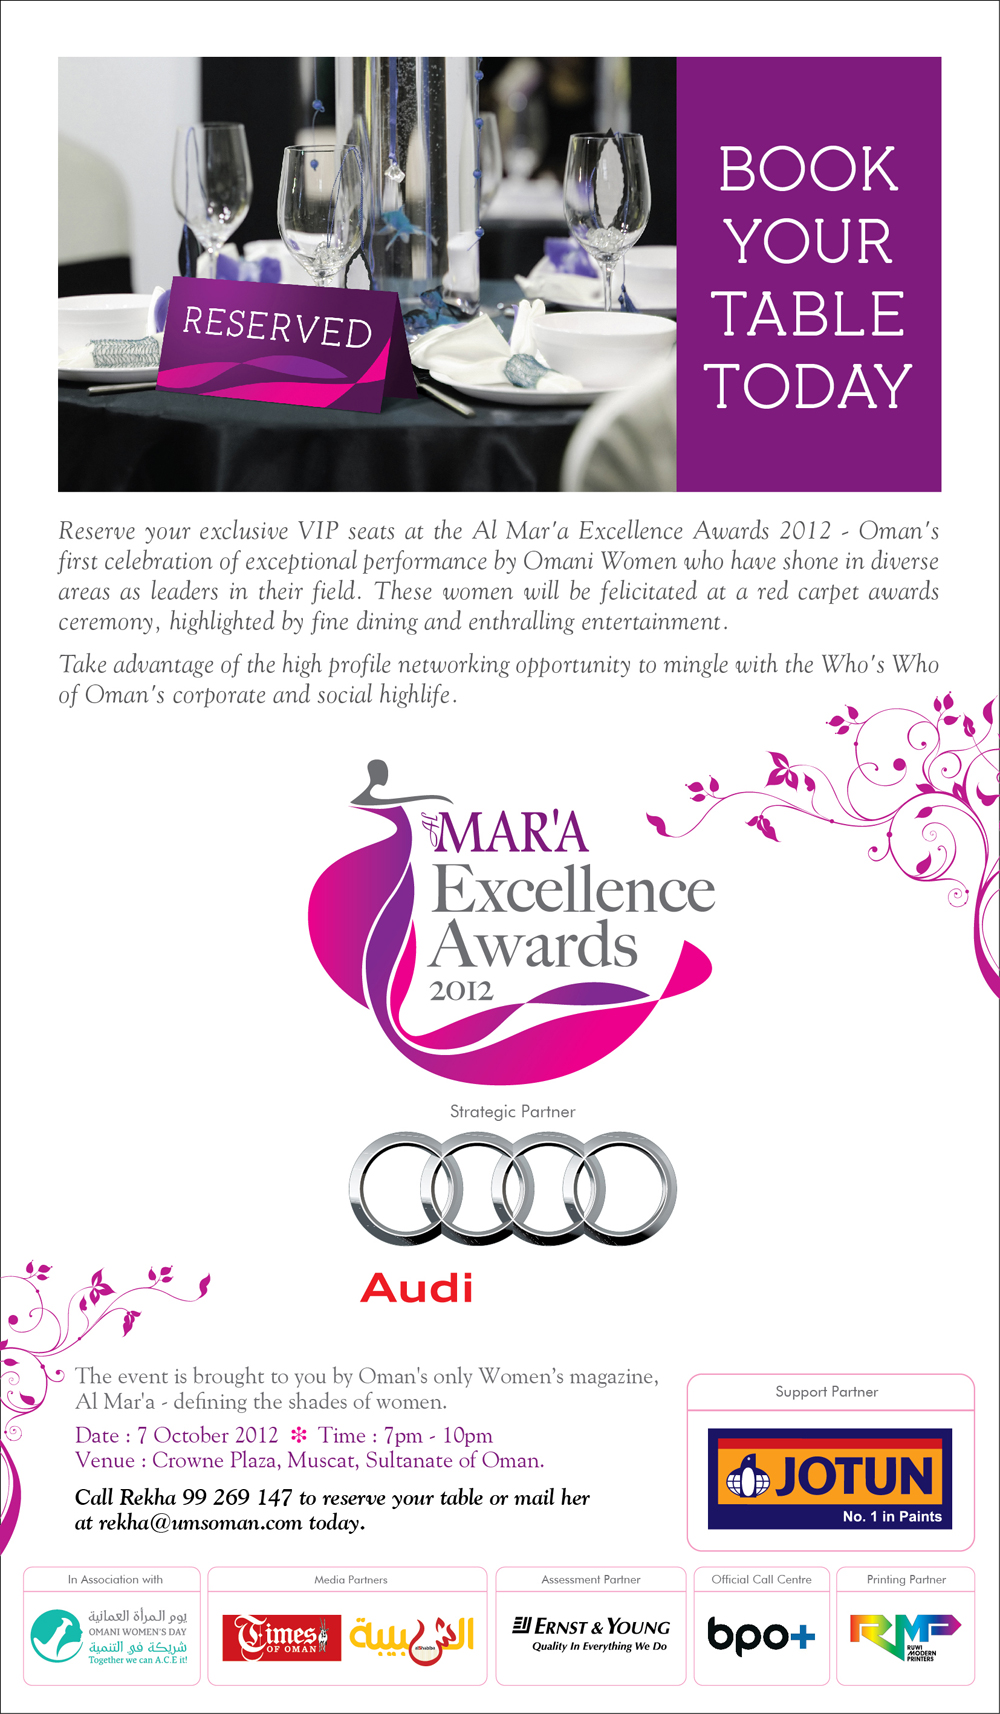 RESERVED
BOOK
YOUR
TABLE
TODAY
Reserve your exclusive VIP seats at the Al Mar'a Excellence Awards 2012 - Oman's
first celebration of exceptional performance by Omani Women who have shone in diverse
areas as leaders in their field. These women will be felicitated at a red carpet awards
ceremony, highlighted by fine dining and enthralling entertainment.
Take advantage of the high profile networking opportunity to mingle with the Who's Who
of Oman's corporate and social highlife.
Al MAR'A
Excellence
Awards
2012
Strategic Partner
Audi
The event is brought to you by Oman's only Women’s magazine,
Al Mar'a - defining the shades of women.
Date : 7 October 2012 ❇ Time : 7pm - 10pm
Venue : Crowne Plaza, Muscat, Sultanate of Oman.
Call Rekha 99 269 147 to reserve your table or mail her
at rekha@umsoman.com today.
Support Partner
JOTUN
No. 1 in Paints
In Association with
يوم المرأة العمانية
OMANI WOMEN'S DAY
شريكة في التنمية
Together we can A.C.E it!
Media Partners
Times
OF OMAN
الشبيبة
Assessment Partner
ERNST & YOUNG
Quality In Everything We Do
Official Call Centre
bpo+
Printing Partner
RMP
RUWI
MODERN
PRINTERS